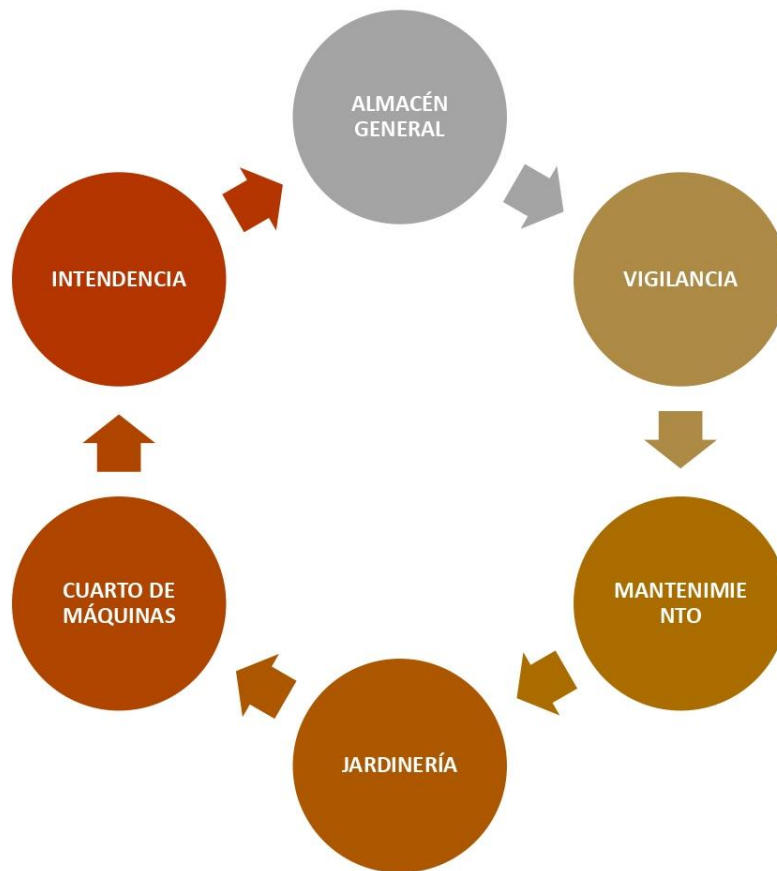 ALMACÉN
GENERAL
VIGILANCIA
MANTENIMIE
NTO
JARDINERÍA
CUARTO DE
MÁQUINAS
INTENDENCIA